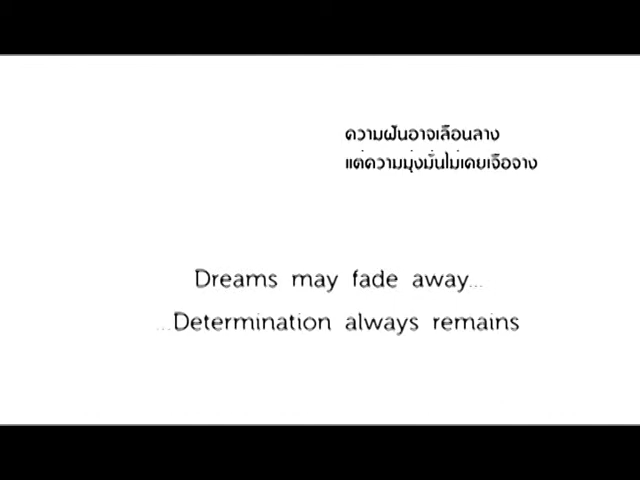 ความฝันอาจเลือนลาง
แต่ความมุ่งมั่นไม่เคยเจือจาง
Dreams may fade away...
...Determination always remains